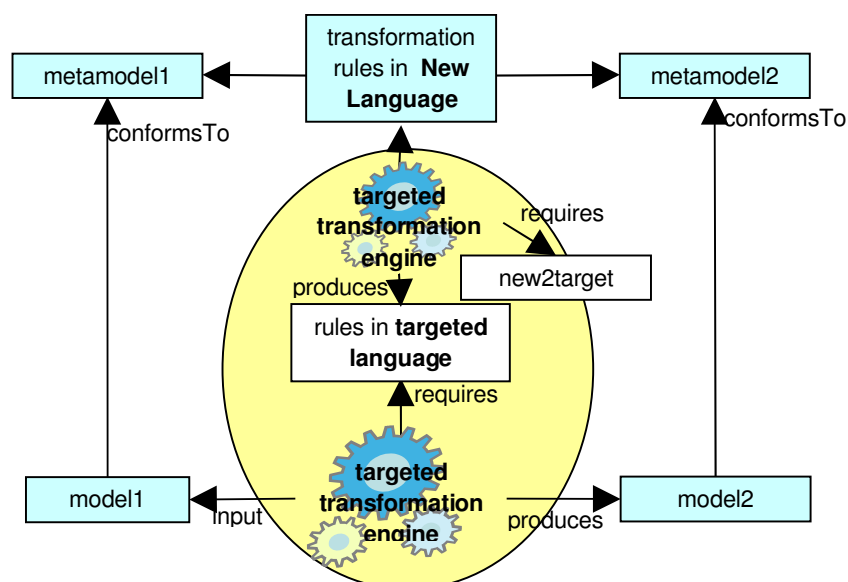 transformation
rules in New
Language
metamodel1
metamodel2
conformsTo
conformsTo
targeted
transformation
engine
requires
new2target
produces
rules in targeted
language
requires
targeted
transformation
engine
model1
input
produces
model2